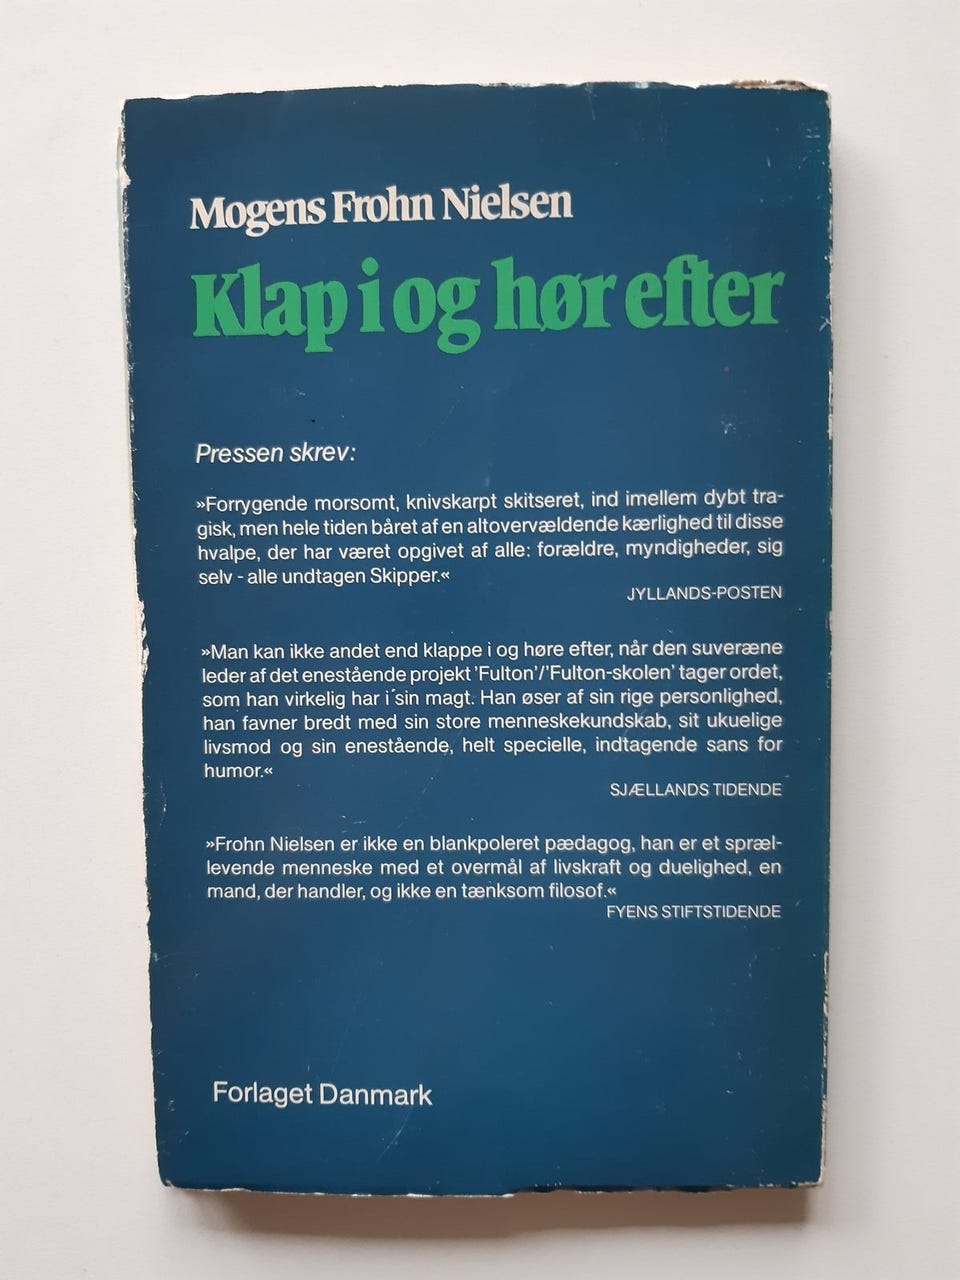 Mogens Frohn Nielsen
Klap i og hør efter
Pressen skrev:
»Forrygende morsomt, knivskarpt skitseret, ind imellem dybt tra-
gisk, men hele tiden båret af en altovervældende kærlighed til disse
hvalpe, der har været opgivet af alle: forældre, myndigheder, sig
selv - alle undtagen Skipper.«
JYLLANDS-POSTEN
»Man kan ikke andet end klappe i og høre efter, når den suveræne
leder af det enestående projekt 'Fulton'/'Fulton-skolen' tager ordet,
som han virkelig har i ́sin magt. Han øser af sin rige personlighed,
han favner bredt med sin store menneskekundskab, sit ukuelige
livsmod og sin enestående, helt specielle, indtagende sans for
humor.«
SJÆLLANDS TIDENDE
»Frohn Nielsen er ikke en blankpoleret pædagog, han er et spræl-
levende menneske med et overmål af livskraft og duelighed, en
mand, der handler, og ikke en tænksom filosof.«
FYENS STIFTSTIDENDE
Forlaget Danmark